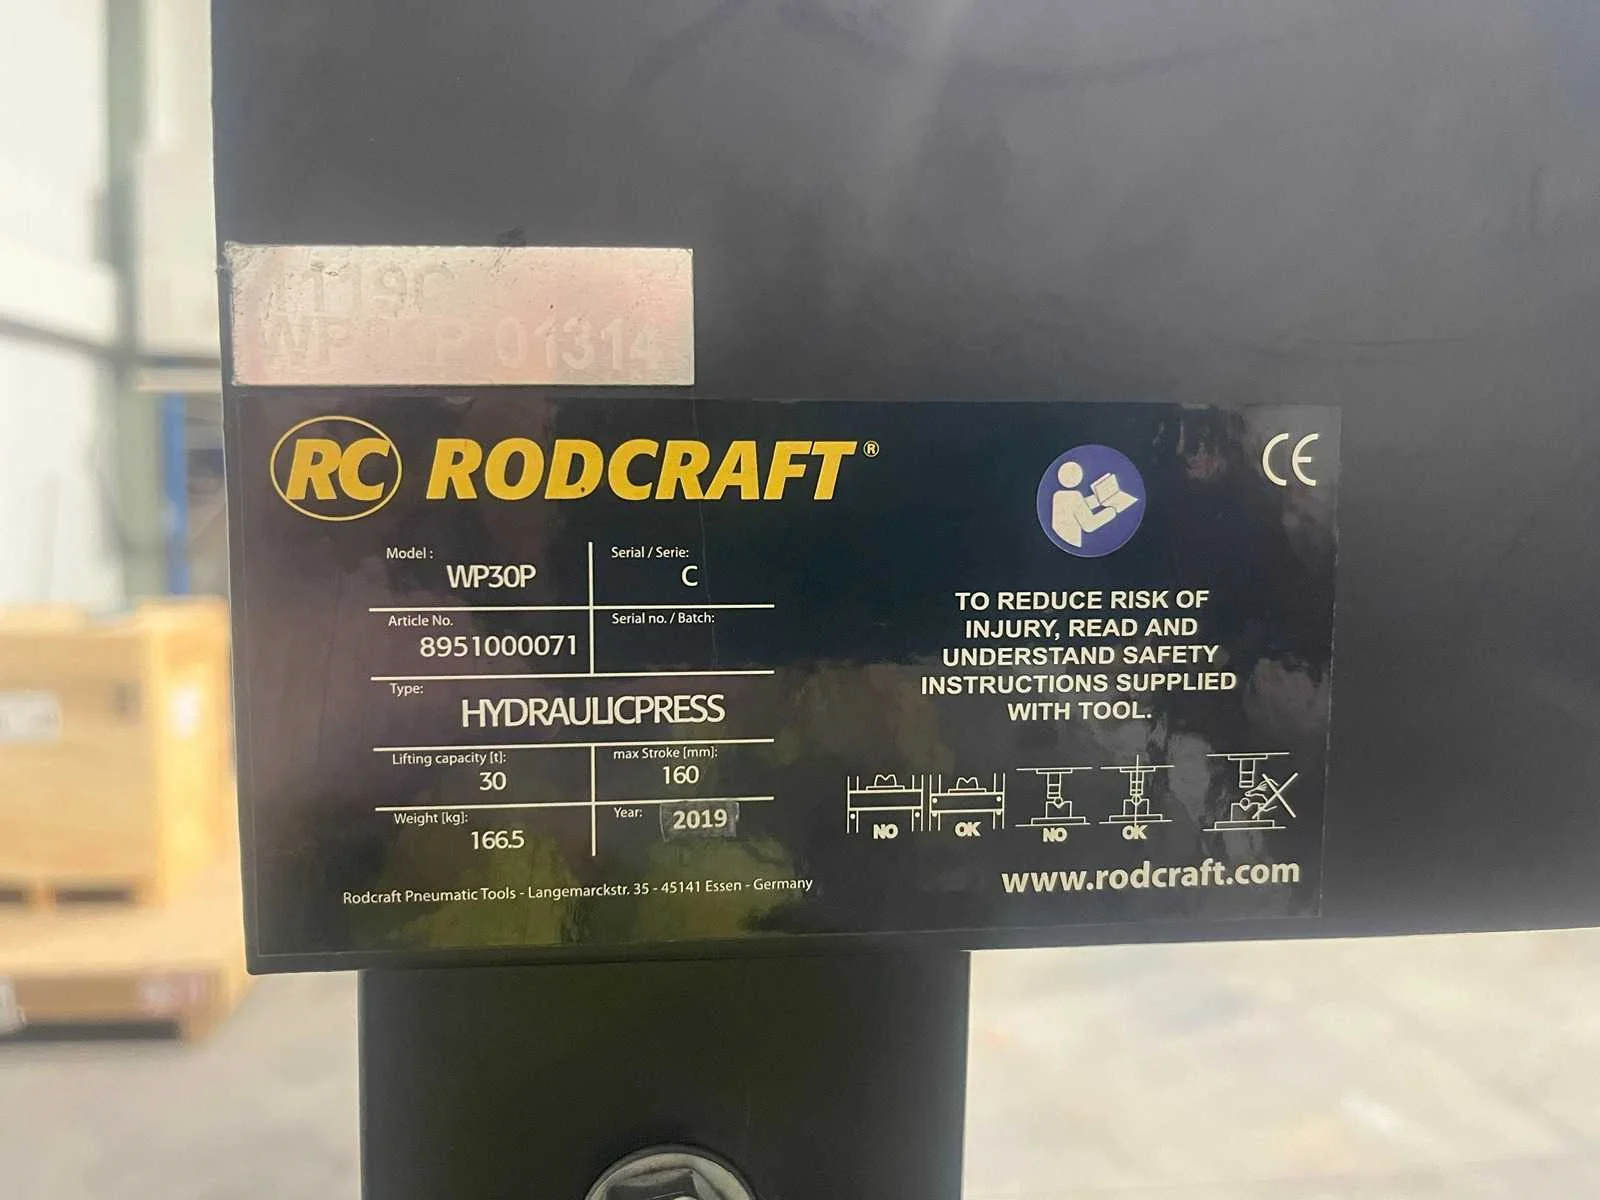 119C
01314
RC RODCRAFT®
CE
Model :
WP30P
Serial / Serie:
C
Article No.
8951000071
Serial no. / Batch:
Type:
HYDRAULICPRESS
Lifting capacity [t]:
30
max Stroke [mm]:
160
Weight [kg]:
166.5
Year:
2019
Rodcraft Pneumatic Tools - Langemarckstr. 35 - 45141 Essen - Germany
TO REDUCE RISK OF
INJURY, READ AND
UNDERSTAND SAFETY
INSTRUCTIONS SUPPLIED
WITH TOOL.
NO OK NO OK
www.rodcraft.com